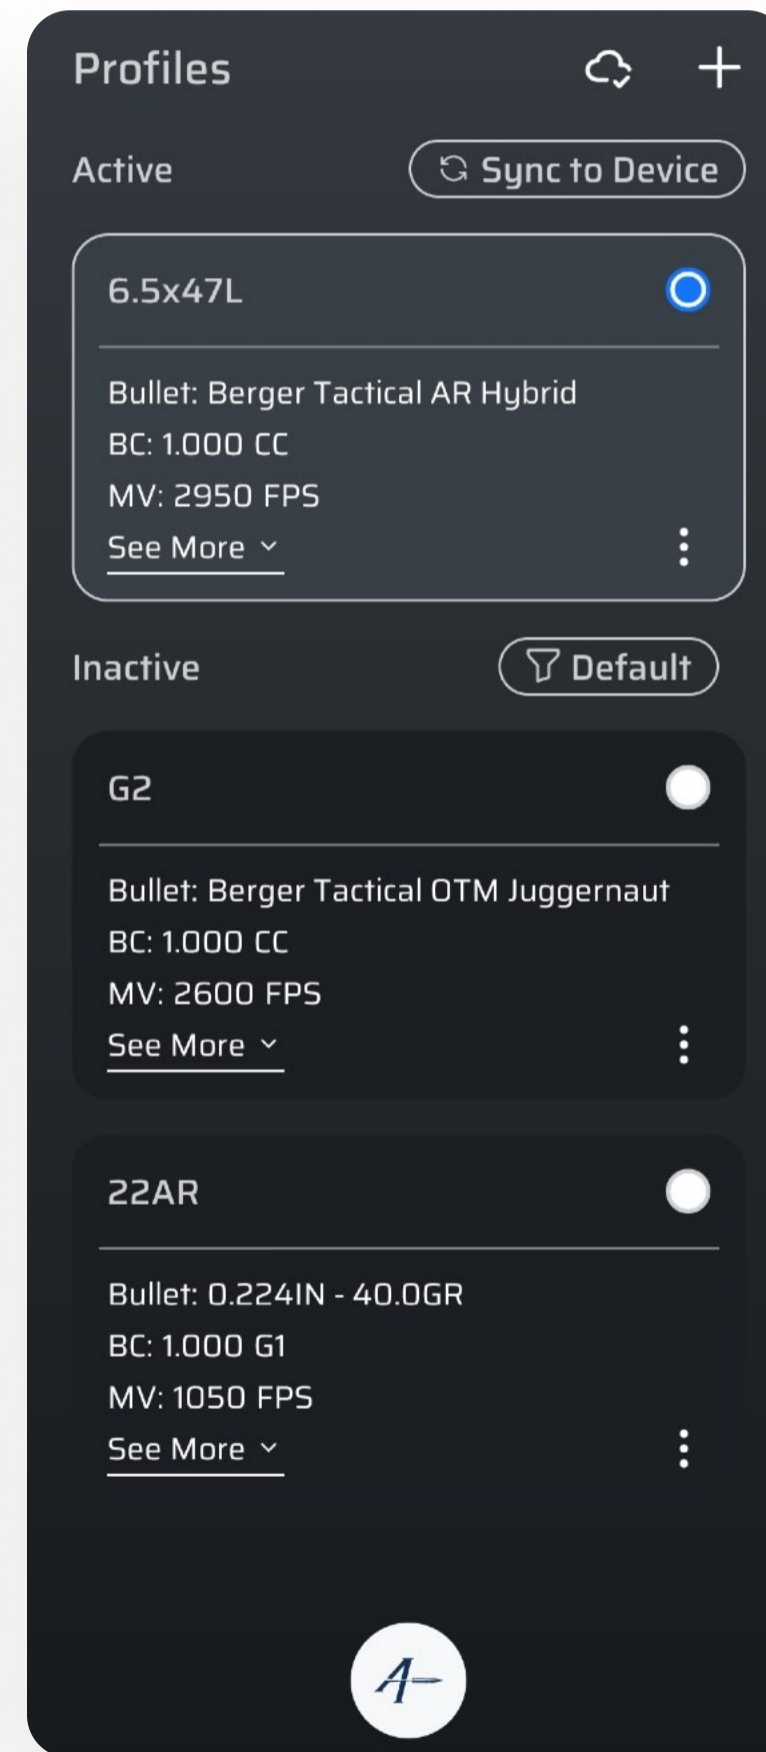 Profiles
Active
Sync to Device
6.5x47L
Bullet: Berger Tactical AR Hybrid
BC: 1.000 CC
MV: 2950 FPS
See More
Inactive
Default
G2
Bullet: Berger Tactical OTM Juggernaut
BC: 1.000 CC
MV: 2600 FPS
See More
22AR
Bullet: 0.224IN - 40.0GR
BC: 1.000 G1
MV: 1050 FPS
See More
A